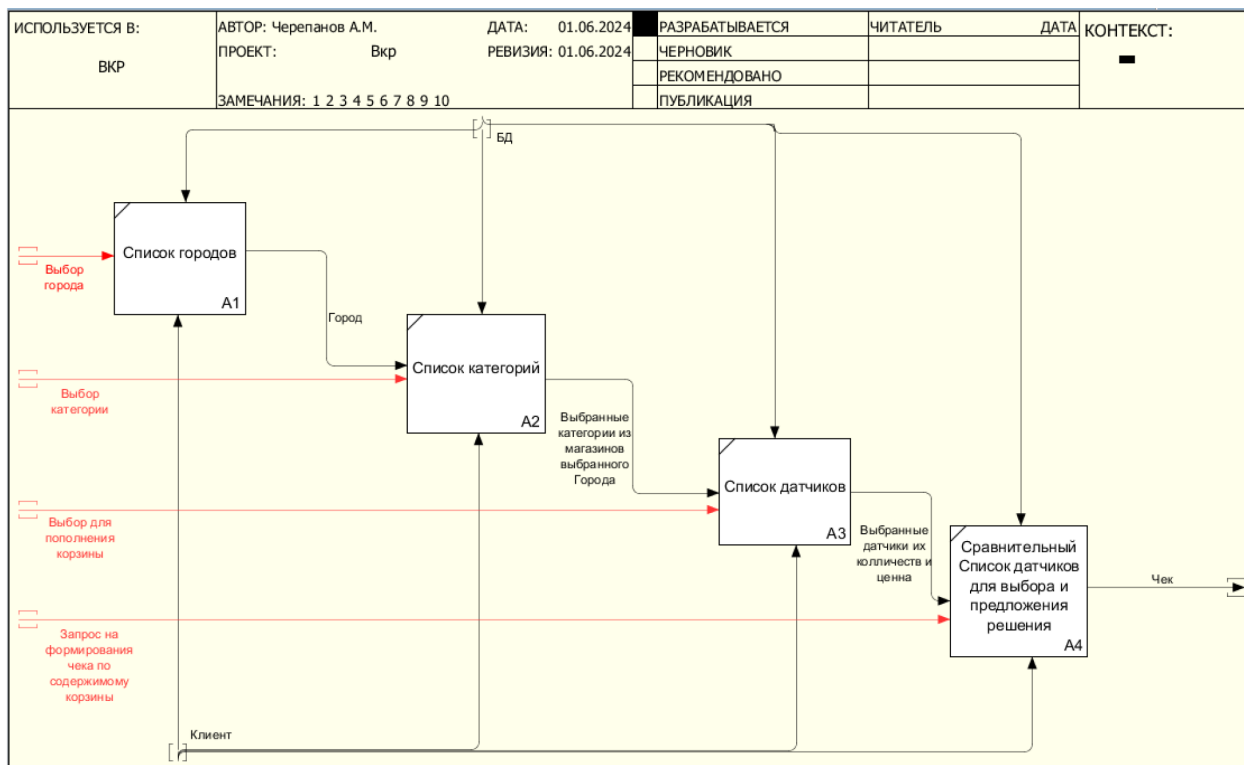 ИСПОЛЬЗУЕТСЯ В:
ВКР
АВТОР: Черепанов А.М.
ДАТА: 01.06.2024
ПРОЕКТ: Вкр
РЕВИЗИЯ: 01.06.2024
ЗАМЕЧАНИЯ: 1 2 3 4 5 6 7 8 9 10
РАЗРАБАТЫВАЕТСЯ
ЧЕРНОВИК
РЕКОМЕНДОВАНО
ПУБЛИКАЦИЯ
ЧИТАТЕЛЬ
ДАТА
КОНТЕКСТ:
БД
Список городов
A1
Выбор
города
Город
Список категорий
A2
Выбор
категории
Выбранные
категории из
магазинов
выбранного
Города
Список датчиков
A3
Выбор для
пополнения
корзины
Выбранные
датчики их
колличеств и
ценна
Сравнительный
Список датчиков
для выбора и
предложения
решения
A4
Чек
Запрос на
формирования
чека по
содержимому
корзины
Клиент